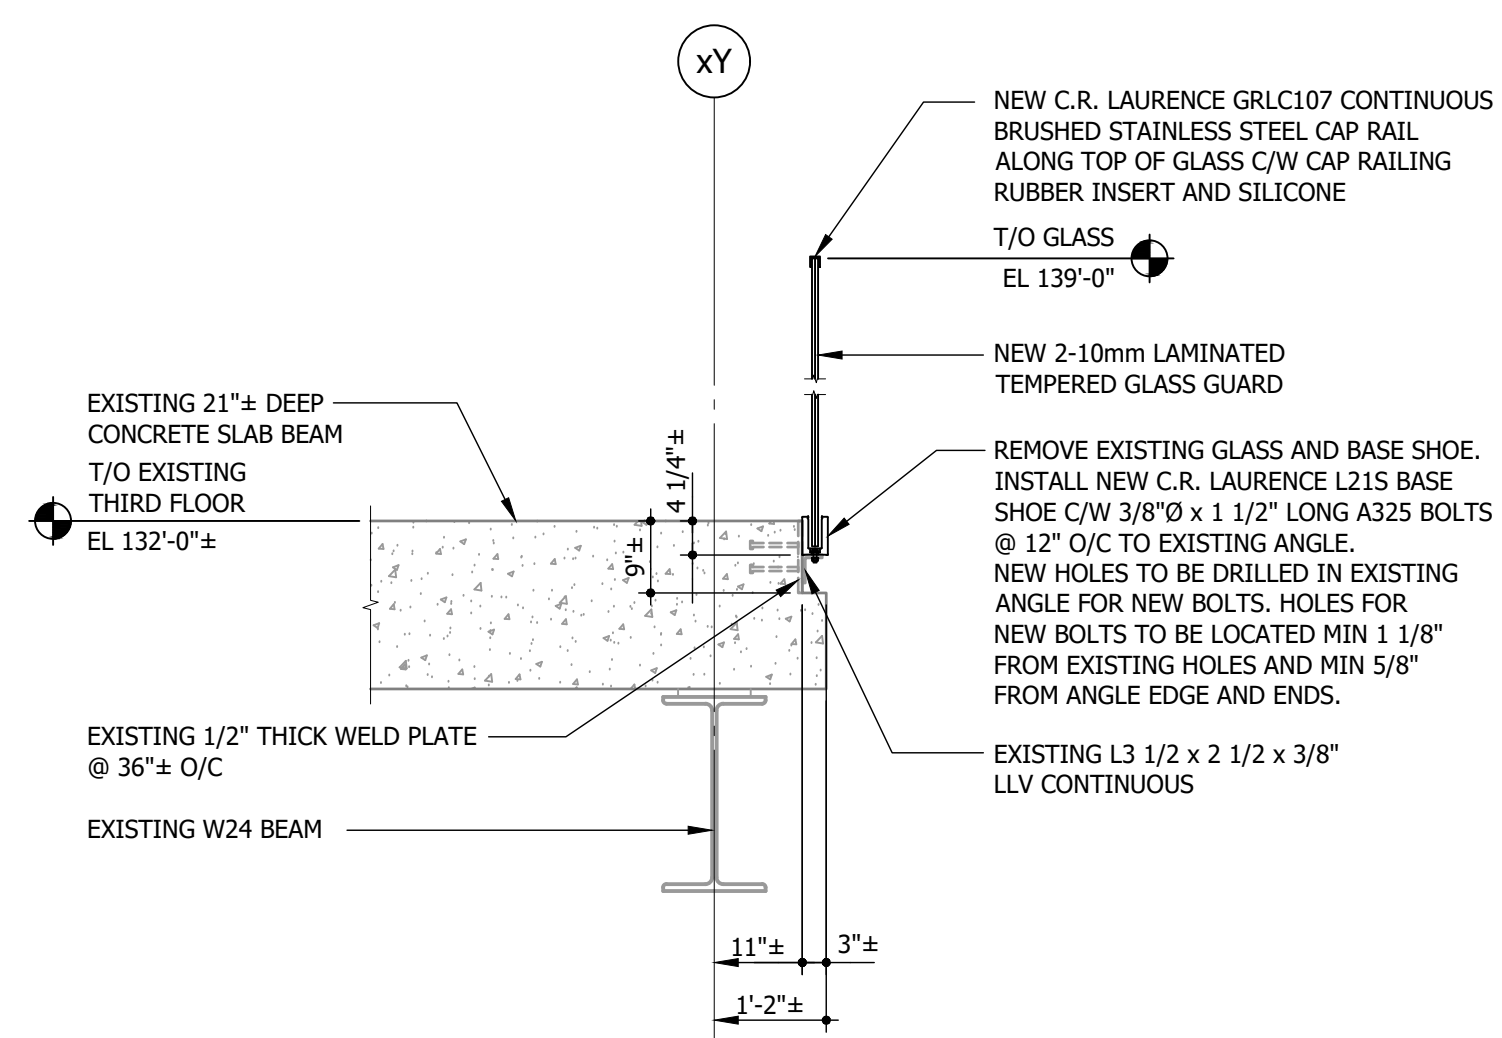 xY
NEW C.R. LAURENCE GRLC107 CONTINUOUS
BRUSHED STAINLESS STEEL CAP RAIL
ALONG TOP OF GLASS C/W CAP RAILING
RUBBER INSERT AND SILICONE
T/O GLASS
EL 139'-0"
NEW 2-10mm LAMINATED
TEMPERED GLASS GUARD
EXISTING 21"± DEEP
CONCRETE SLAB BEAM
T/O EXISTING
THIRD FLOOR
EL 132'-0"±
4 1/4"±
9"±
REMOVE EXISTING GLASS AND BASE SHOE.
INSTALL NEW C.R. LAURENCE L21S BASE
SHOE C/W 3/8"Ø x 1 1/2" LONG A325 BOLTS
@ 12" O/C TO EXISTING ANGLE.
NEW HOLES TO BE DRILLED IN EXISTING
ANGLE FOR NEW BOLTS. HOLES FOR
NEW BOLTS TO BE LOCATED MIN 1 1/8"
FROM EXISTING HOLES AND MIN 5/8"
FROM ANGLE EDGE AND ENDS.
EXISTING 1/2" THICK WELD PLATE
@ 36"± O/C
EXISTING L3 1/2 x 2 1/2 x 3/8"
LLV CONTINUOUS
EXISTING W24 BEAM
11"±
3"±
1'-2"±